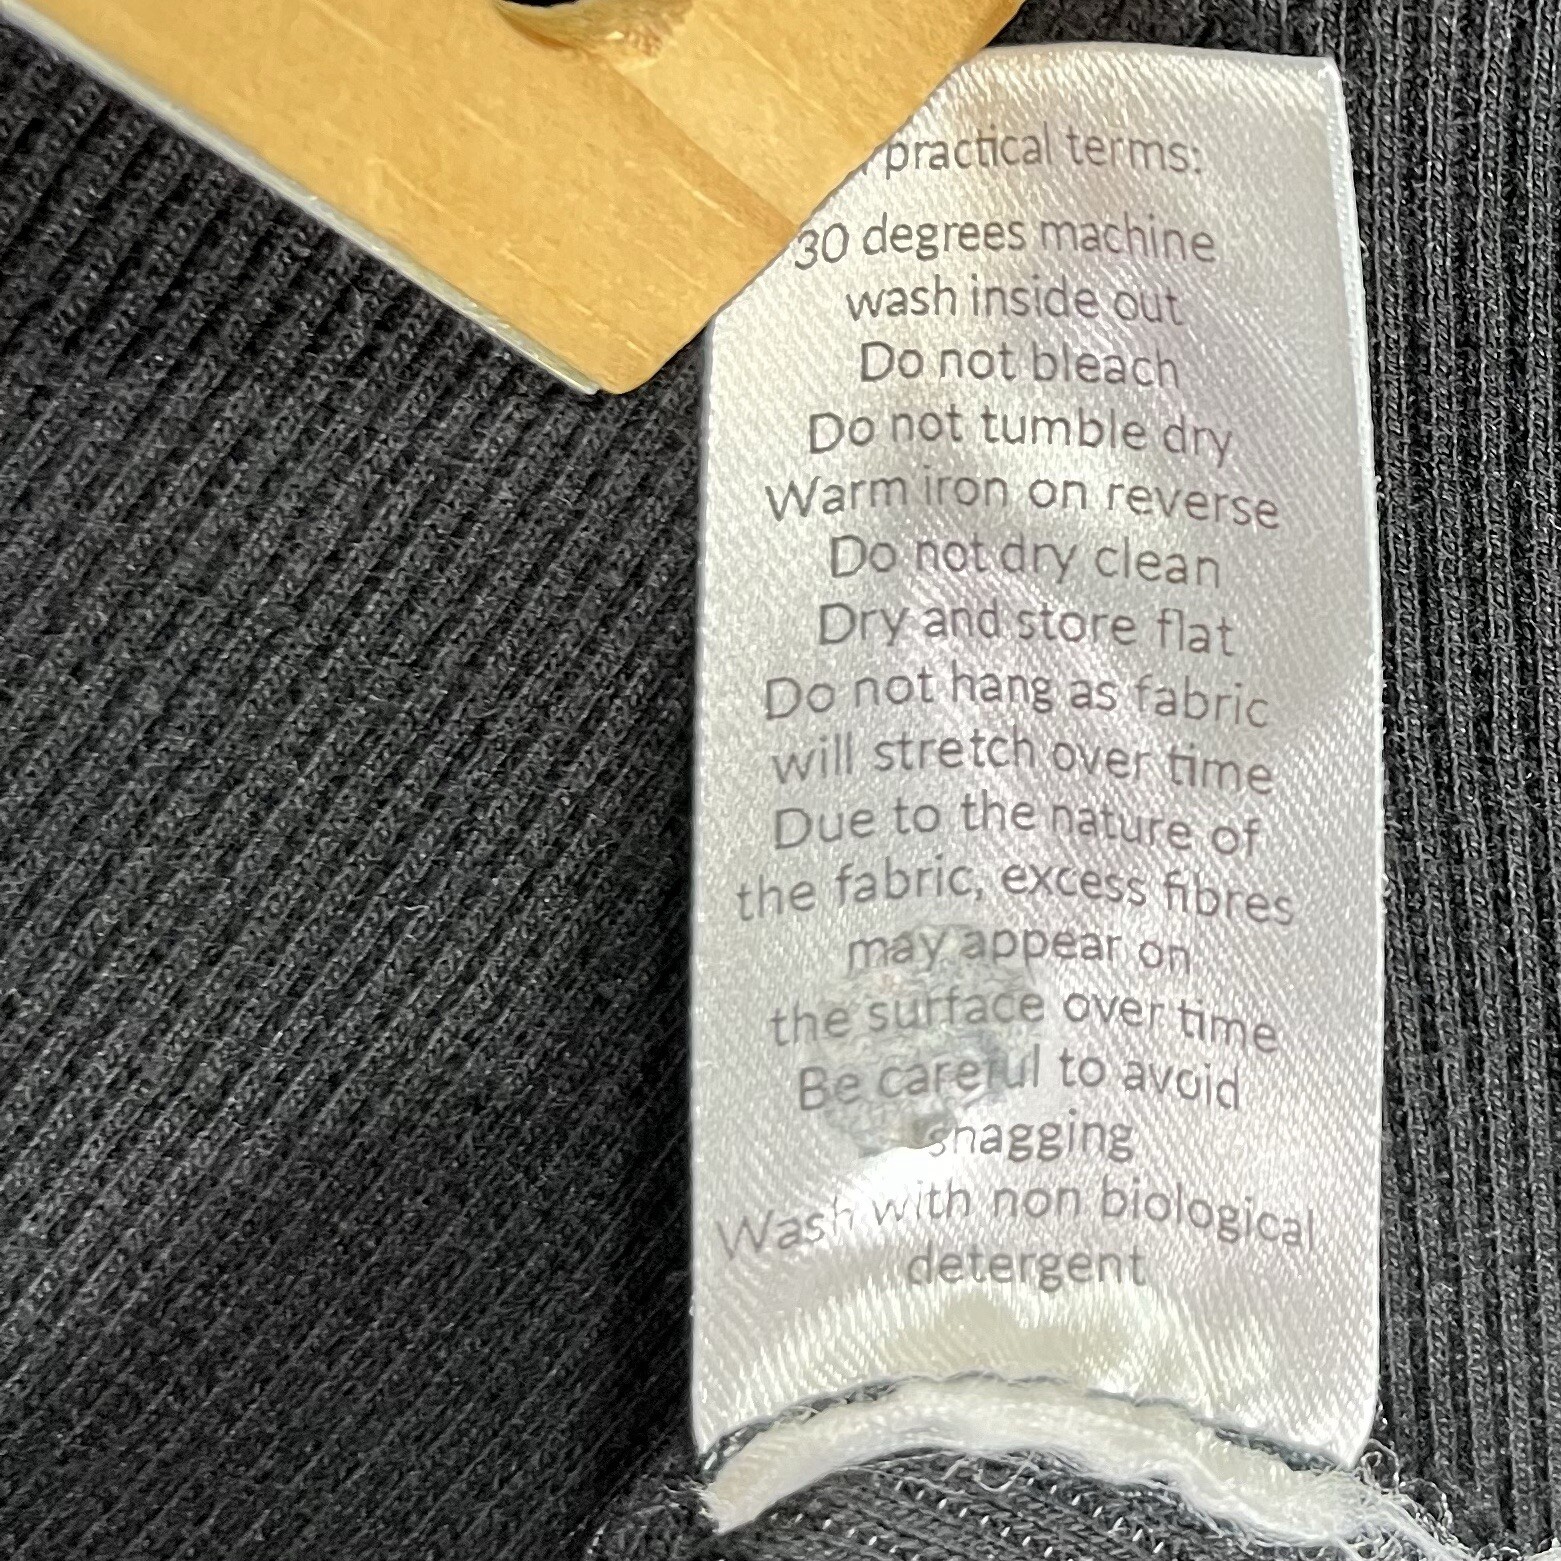 practical terms:
30 degrees machine
wash inside out
Do not bleach
Do not tumble dry
Warm iron on reverse
Do not dry clean
Dry and store flat
Do not hang as fabric
will stretch over time
Due to the nature of
the fabric, excess fibres
may appear on
the surface over time
Be careful to avoid
snagging
Wash with non biological
detergent